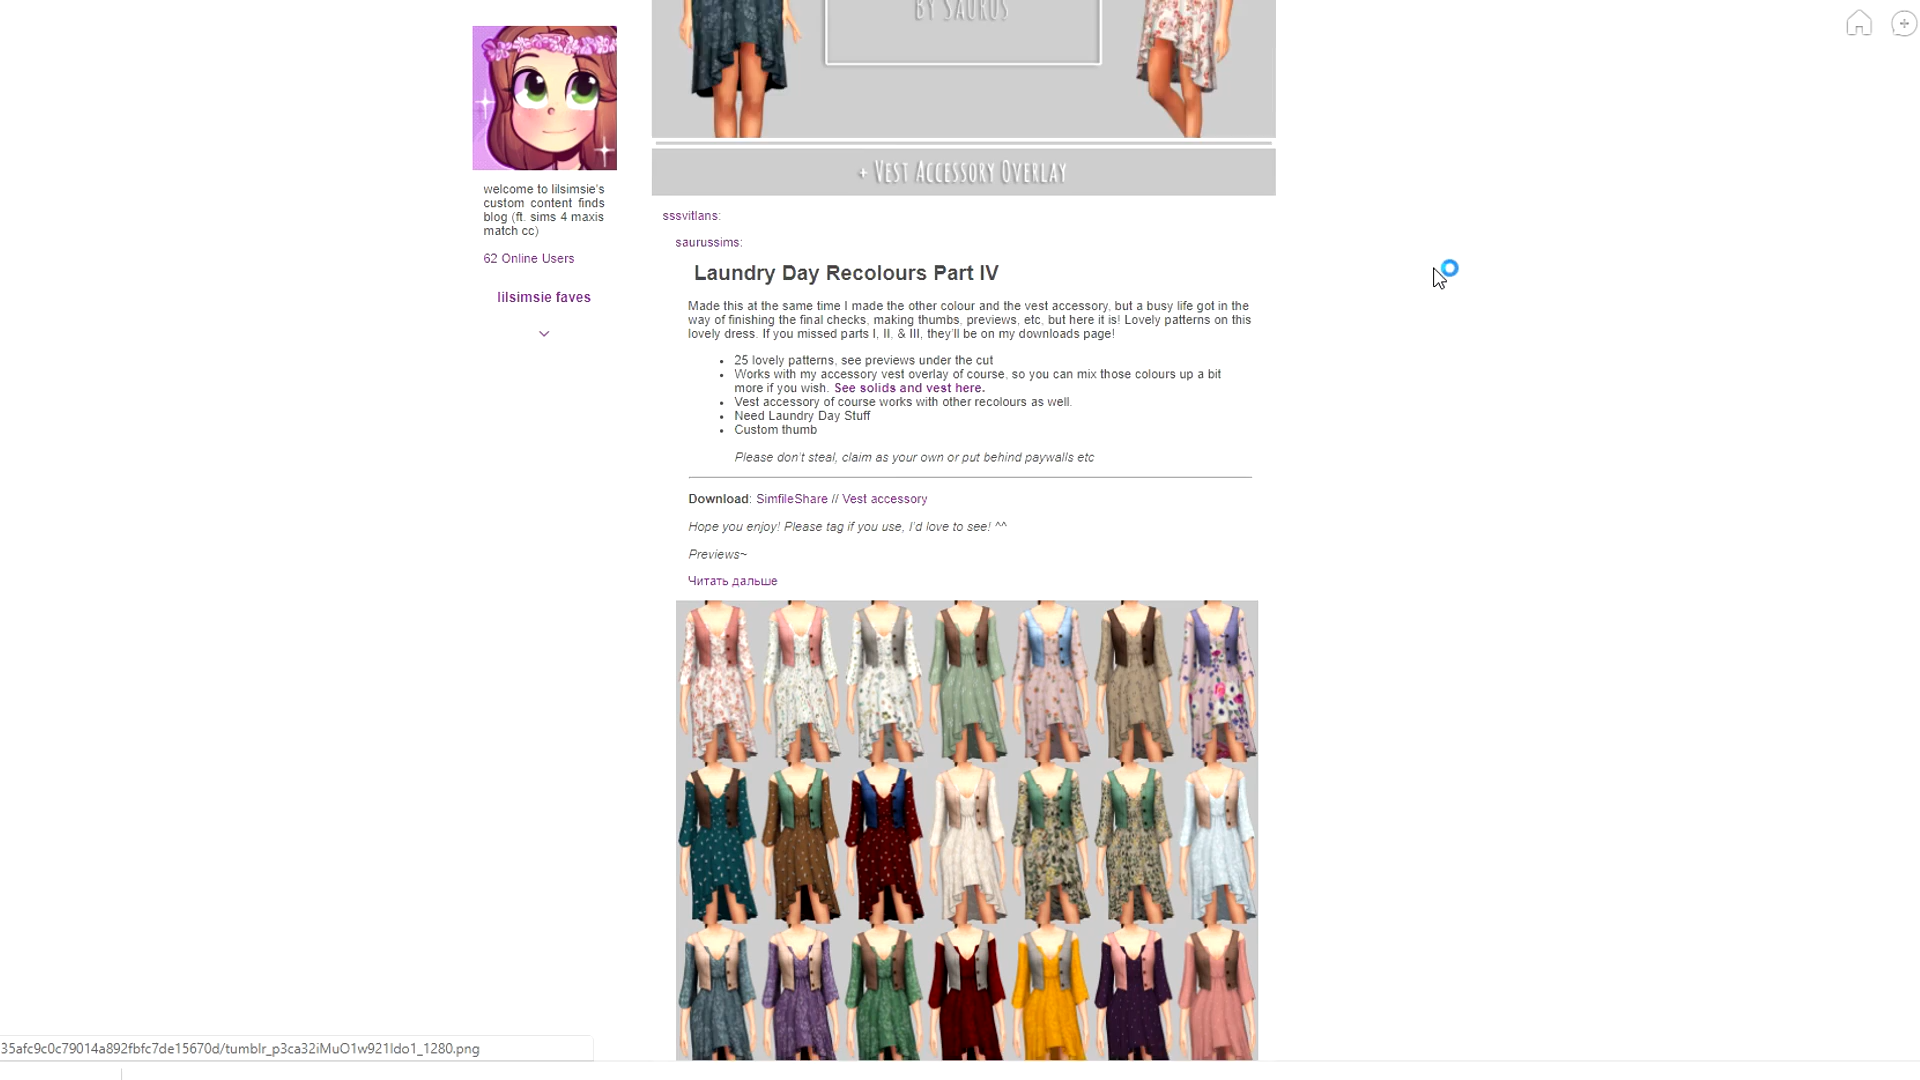 BY SAURUS
+ VEST ACCESSORY OVERLAY
welcome to lilsimsie's
custom content finds
blog (ft. sims 4 maxis
match cc)
62 Online Users
lilsimsie faves
sssvitlans:
saurussims:
Laundry Day Recolours Part IV
Made this at the same time I made the other colour and the vest accessory, but a busy life got in the
way of finishing the final checks, making thumbs, previews, etc, but here it is! Lovely patterns on this
lovely dress. If you missed parts I, II, & III, they'll be on my downloads page!
• 25 lovely patterns, see previews under the cut
• Works with my accessory vest overlay of course, so you can mix those colours up a bit
more if you wish. See solids and vest here.
• Vest accessory of course works with other recolours as well.
• Need Laundry Day Stuff
• Custom thumb
Please don't steal, claim as your own or put behind paywalls etc
Download: SimfileShare // Vest accessory
Hope you enjoy! Please tag if you use, I'd love to see! ^^
Previews~
Читать дальше
35afc9c0c79014a892fbfc7de15670d/tumblr_p3ca32iMuO1w921ldo1_1280.png